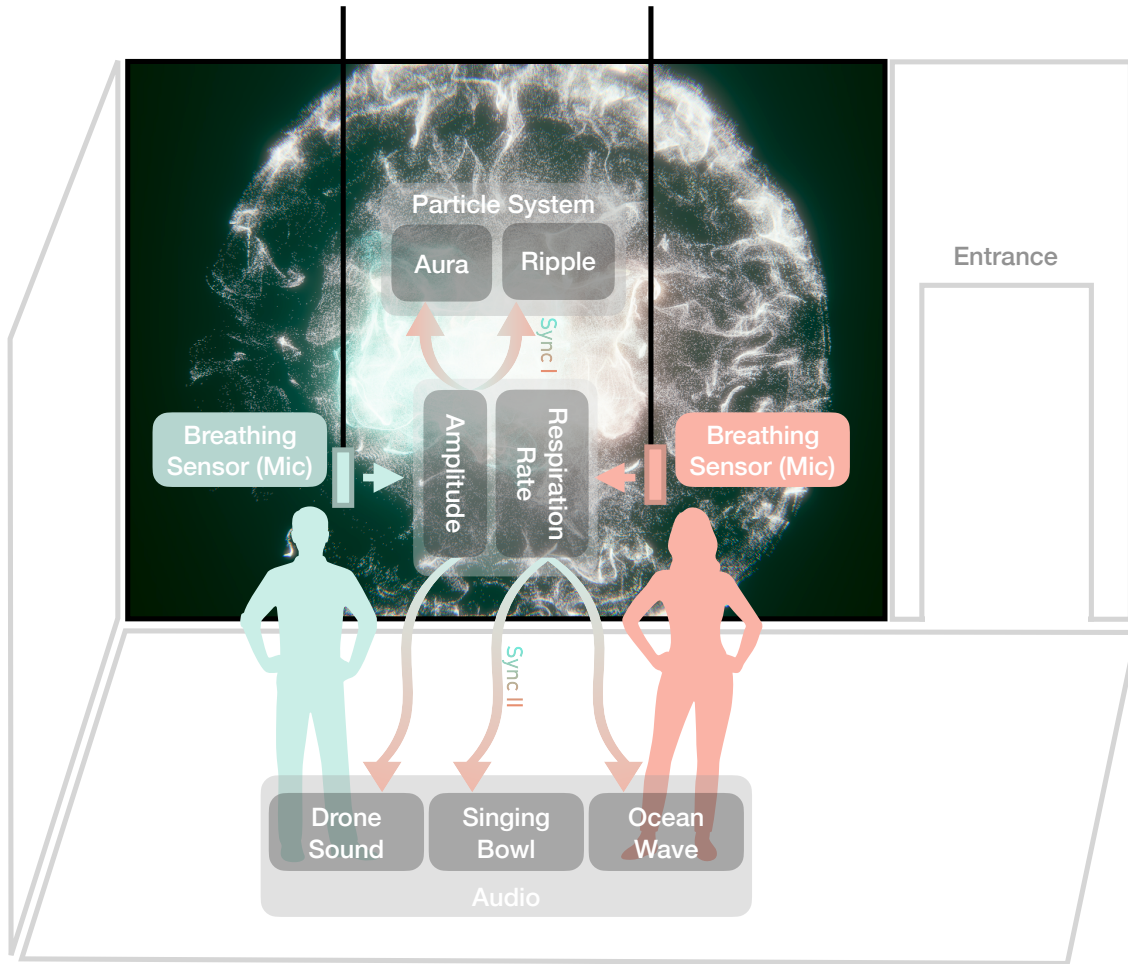 Particle System
Aura
Ripple
Entrance
Sync I
Breathing
Sensor (Mic)
Amplitude
Respiration
Rate
Breathing
Sensor (Mic)
Sync II
Drone
Sound
Singing
Bowl
Ocean
Wave
Audio